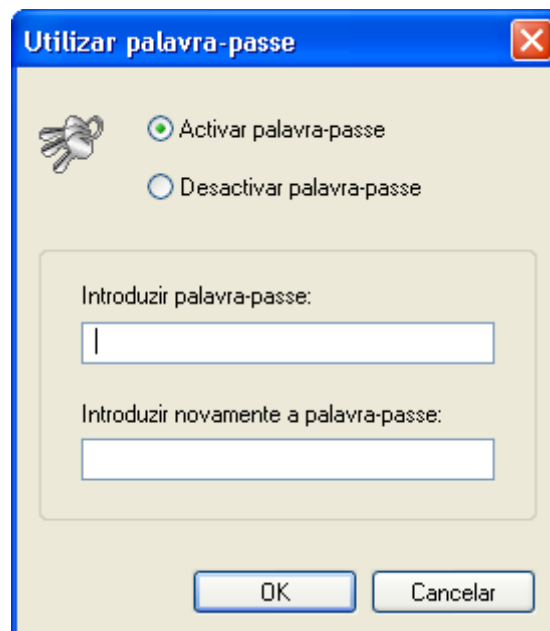 Utilizar palavra-passe
Activar palavra-passe
Desactivar palavra-passe
Introduzir palavra-passe:
Introduzir novamente a palavra-passe:
OK
Cancelar